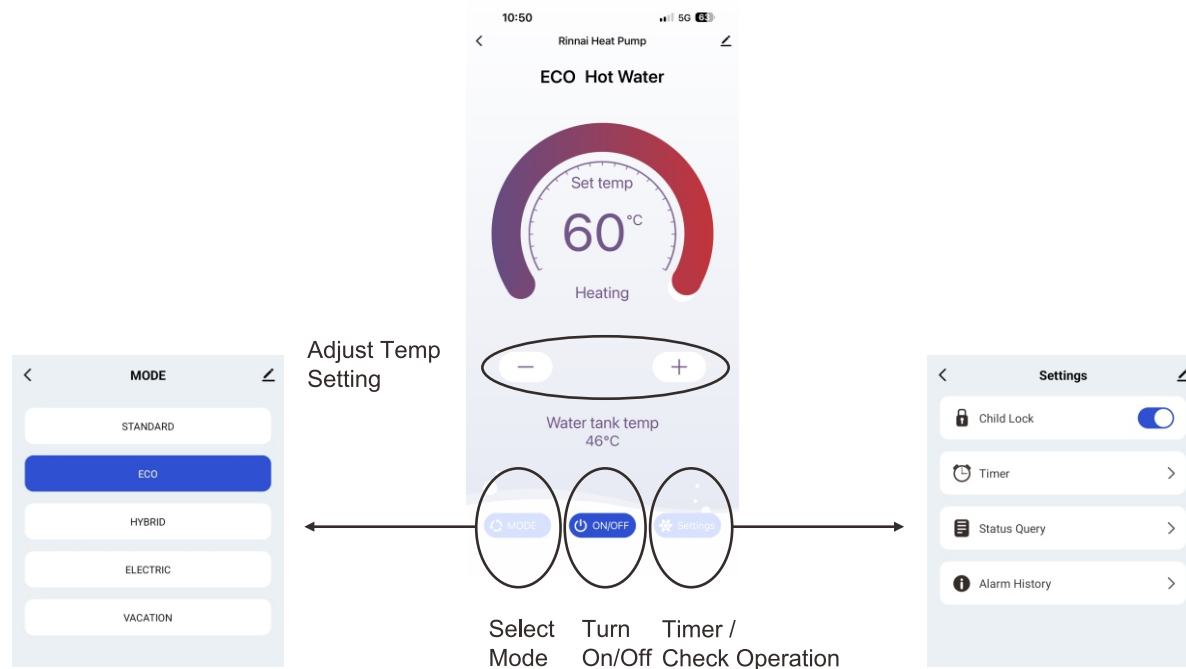 10:50
5G 63
Rinnai Heat Pump
ECO Hot Water
Set temp
60°C
Heating
Adjust Temp
Setting
Water tank temp
46°C
MODE
ON/OFF
Settings
Select
Mode
Turn
On/Off
Timer /
Check Operation
MODE
STANDARD
ECO
HYBRID
ELECTRIC
VACATION
Settings
Child Lock
Timer
Status Query
Alarm History